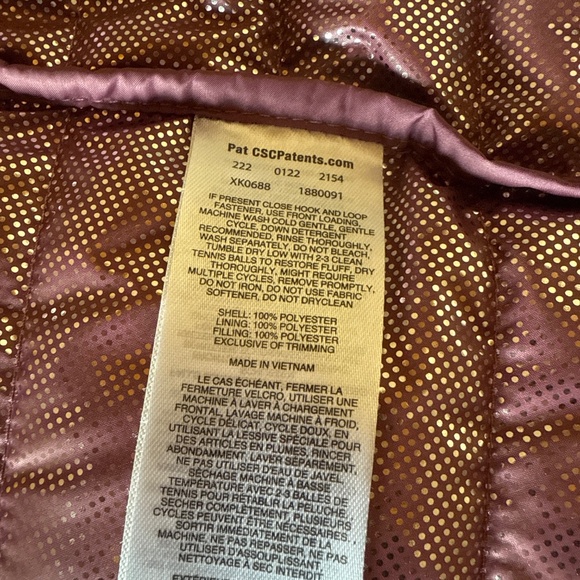 Pat CSCPatents.com
222 0122 2154
XK0688 1880091
IF PRESENT CLOSE HOOK AND LOOP
FASTENER, USE FRONT LOADING,
MACHINE WASH COLD GENTLE, GENTLE
CYCLE, DOWN DETERGENT
RECOMMENDED, RINSE THOROUGHLY,
WASH SEPARATELY, DO NOT BLEACH,
TUMBLE DRY LOW WITH 2-3 CLEAN
TENNIS BALLS TO RESTORE FLUFF, DRY
THOROUGHLY, MIGHT REQUIRE
MULTIPLE CYCLES, REMOVE PROMPTLY,
DO NOT IRON, DO NOT USE FABRIC
SOFTENER, DO NOT DRYCLEAN
SHELL: 100% POLYESTER
LINING: 100% POLYESTER
FILLING: 100% POLYESTER
EXCLUSIVE OF TRIMMING
MADE IN VIETNAM
LE CAS ÉCHÉANT, FERMER LA
FERMETURE VELCRO, UTILISER UNE
MACHINE À LAVER À CHARGEMENT
FRONTAL, LAVAGE MACHINE À FROID,
CYCLE DÉLICAT, CYCLE DOUX, EN
UTILISANT LA LESSIVE SPÉCIALE POUR
DES ARTICLES EN PLUMES, RINCER
ABONDAMMENT, LAVER SÉPARÉMENT,
NE PAS UTILISER D'EAU DE JAVEL
SÉCHAGE MACHINE À BASSE
TEMPÉRATURE AVEC 2-3 BALLES DE
TENNIS POUR RÉTABLIR LA PELUCHE,
SÉCHER COMPLÈTEMENT, PLUSIEURS
CYCLES PEUVENT ÊTRE NÉCESSAIRES,
SORTIR IMMÉDIATEMENT DE LA
MACHINE, NE PAS REPASSER, NE PAS
UTILISER D'ASSOUPLISSANT,
NETTOYAGE À SEC INTERDIT